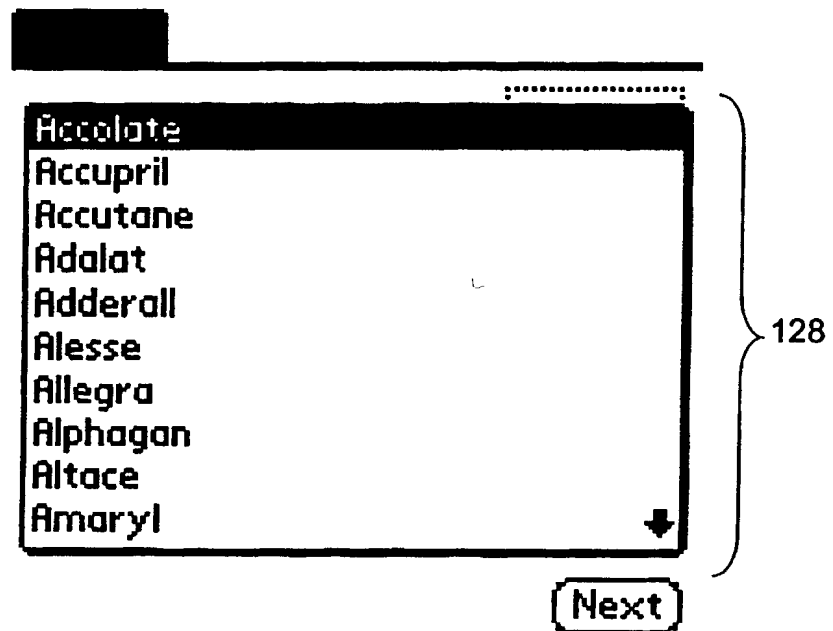 Accolate
Accupril
Accutane
Adalat
Adderall
Alesse
Allegra
Alphagan
Altace
Amaryl
128
Next